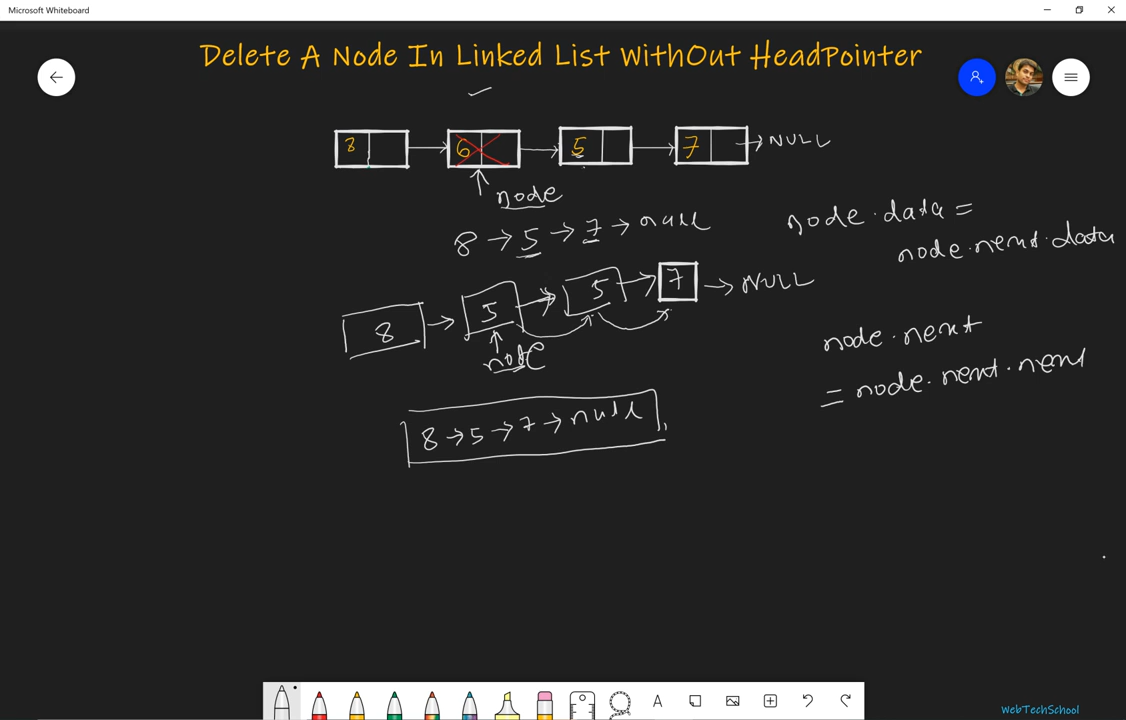 Microsoft Whiteboard
Delete A Node In Linked List WithOut HeadPointer
8 6 5 7 NULL
node
8 → 5 → 7 → null
node.data =
node.next.data
8 → 5 → 5 → 7 → NULL
node
node.next
= node.next.next
8 → 5 → 7 → null
A
WebTechSchool